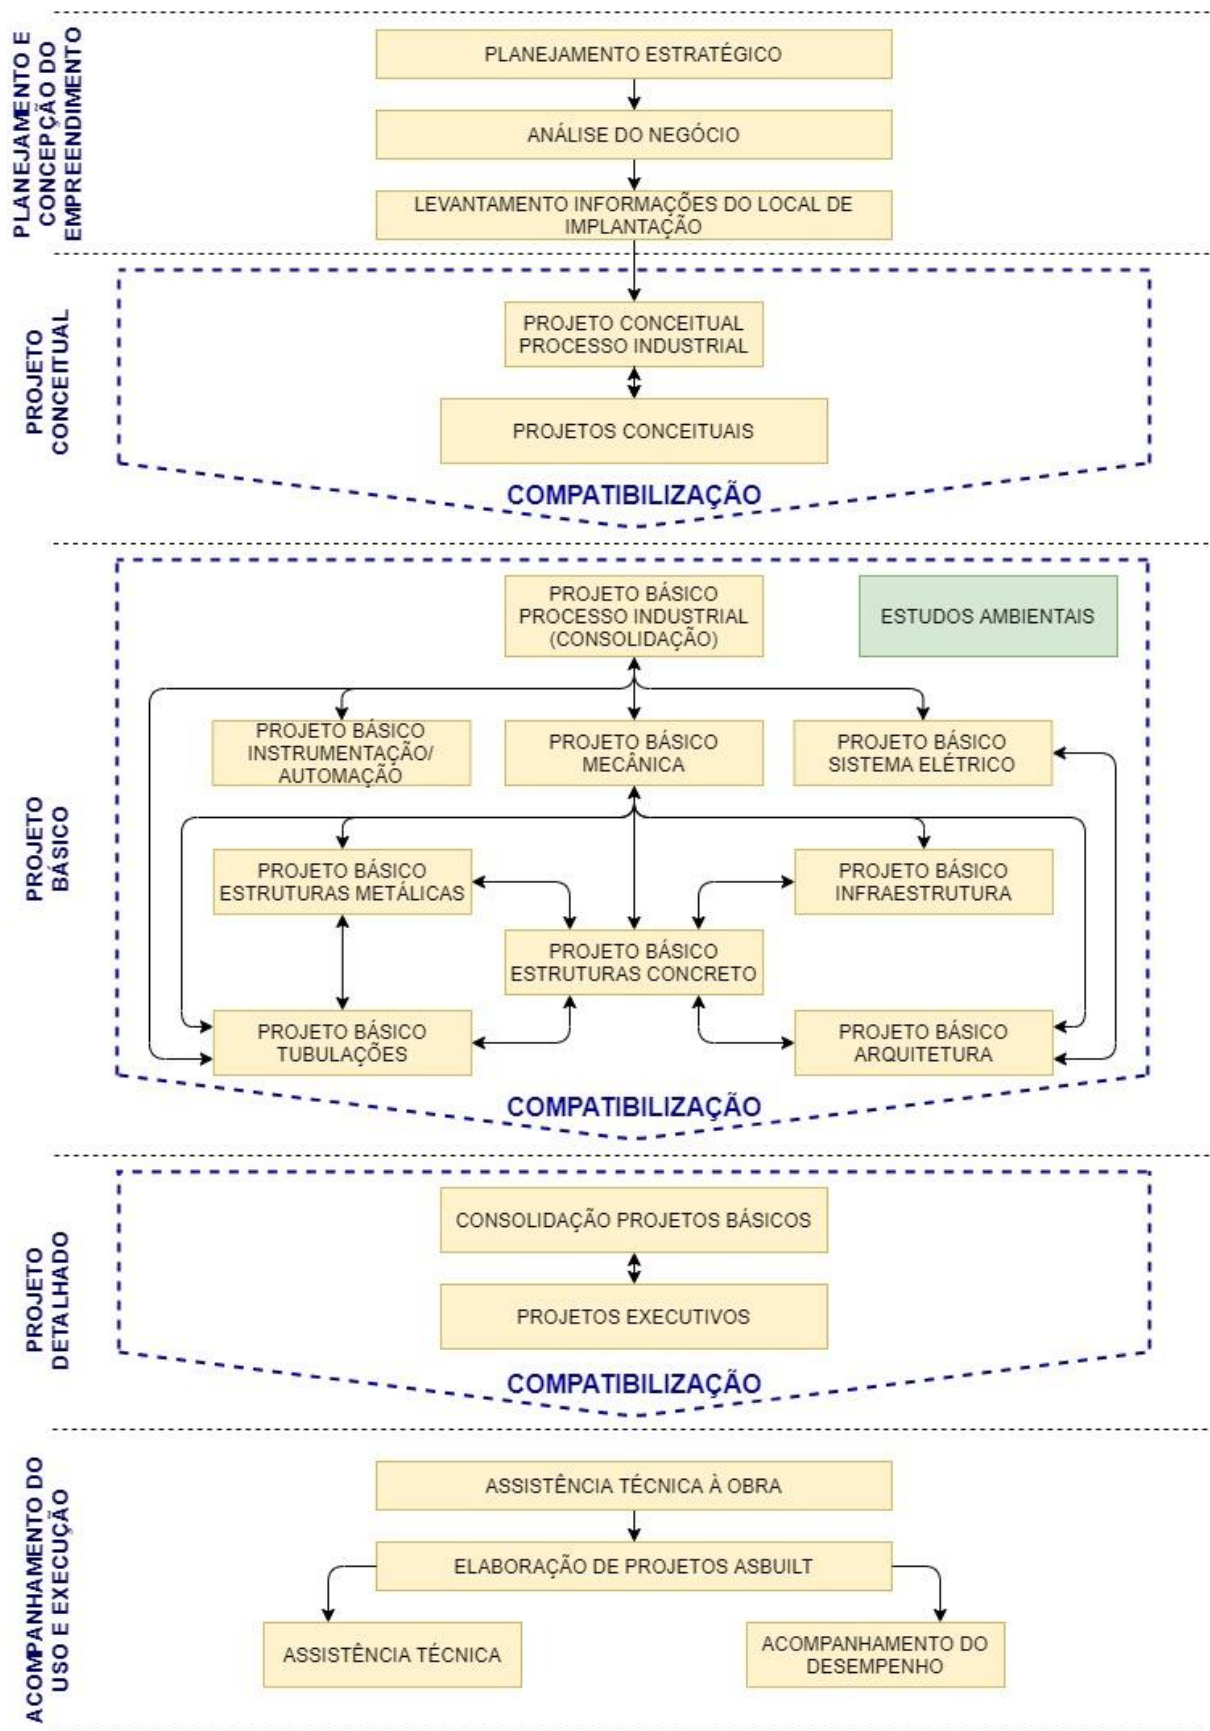 PLANEJAMENTO E
CONCEPÇÃO DO
EMPREENDIMENTO
PLANEJAMENTO ESTRATÉGICO
ANÁLISE DO NEGÓCIO
LEVANTAMENTO INFORMAÇÕES DO LOCAL DE
IMPLANTAÇÃO
PROJETO
CONCEITUAL
PROJETO CONCEITUAL
PROCESSO INDUSTRIAL
PROJETOS CONCEITUAIS
COMPATIBILIZAÇÃO
PROJETO
BÁSICO
PROJETO BÁSICO
PROCESSO INDUSTRIAL
(CONSOLIDAÇÃO)
ESTUDOS AMBIENTAIS
PROJETO BÁSICO
INSTRUMENTAÇÃO/
AUTOMAÇÃO
PROJETO BÁSICO
MECÂNICA
PROJETO BÁSICO
SISTEMA ELÉTRICO
PROJETO BÁSICO
ESTRUTURAS METÁLICAS
PROJETO BÁSICO
INFRAESTRUTURA
PROJETO BÁSICO
ESTRUTURAS CONCRETO
PROJETO BÁSICO
TUBULAÇÕES
PROJETO BÁSICO
ARQUITETURA
COMPATIBILIZAÇÃO
PROJETO
DETALHADO
CONSOLIDAÇÃO PROJETOS BÁSICOS
PROJETOS EXECUTIVOS
COMPATIBILIZAÇÃO
ACOMPANHAMENTO DO
USO E EXECUÇÃO
ASSISTÊNCIA TÉCNICA À OBRA
ELABORAÇÃO DE PROJETOS ASBUILT
ASSISTÊNCIA TÉCNICA
ACOMPANHAMENTO DO
DESEMPENHO